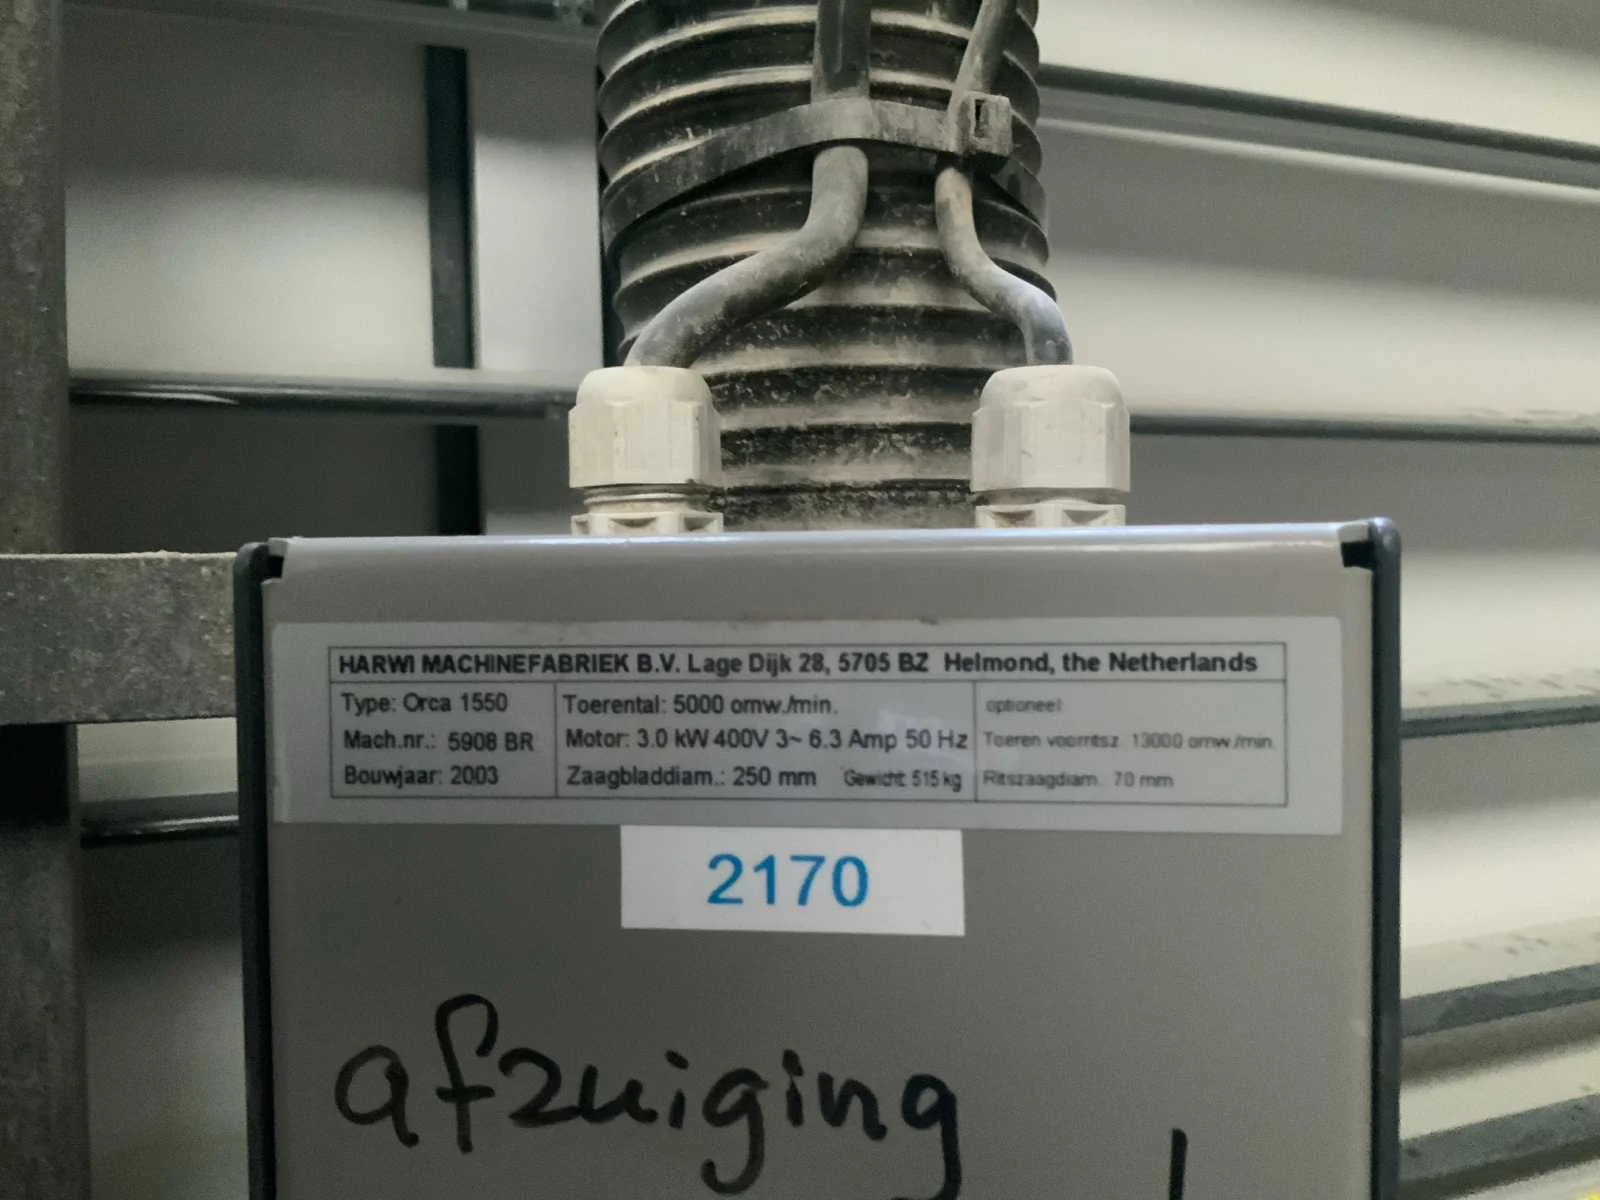 HARWI MACHINEFABRIEK B.V. Lage Dijk 28, 5705 BZ Helmond, the Netherlands
Type: Orca 1550
Mach.nr.: 5908 BR
Bouwjaar: 2003
Toerental: 5000 omw./min.
Motor: 3.0 kW 400V 3~ 6.3 Amp 50 Hz
Zaagbladdiam.: 250 mm Gewicht: 515 kg
optioneel
Toeren voorritsz. 13000 omw./min.
Ritszaagdiam. 70 mm
2170
afzuiging